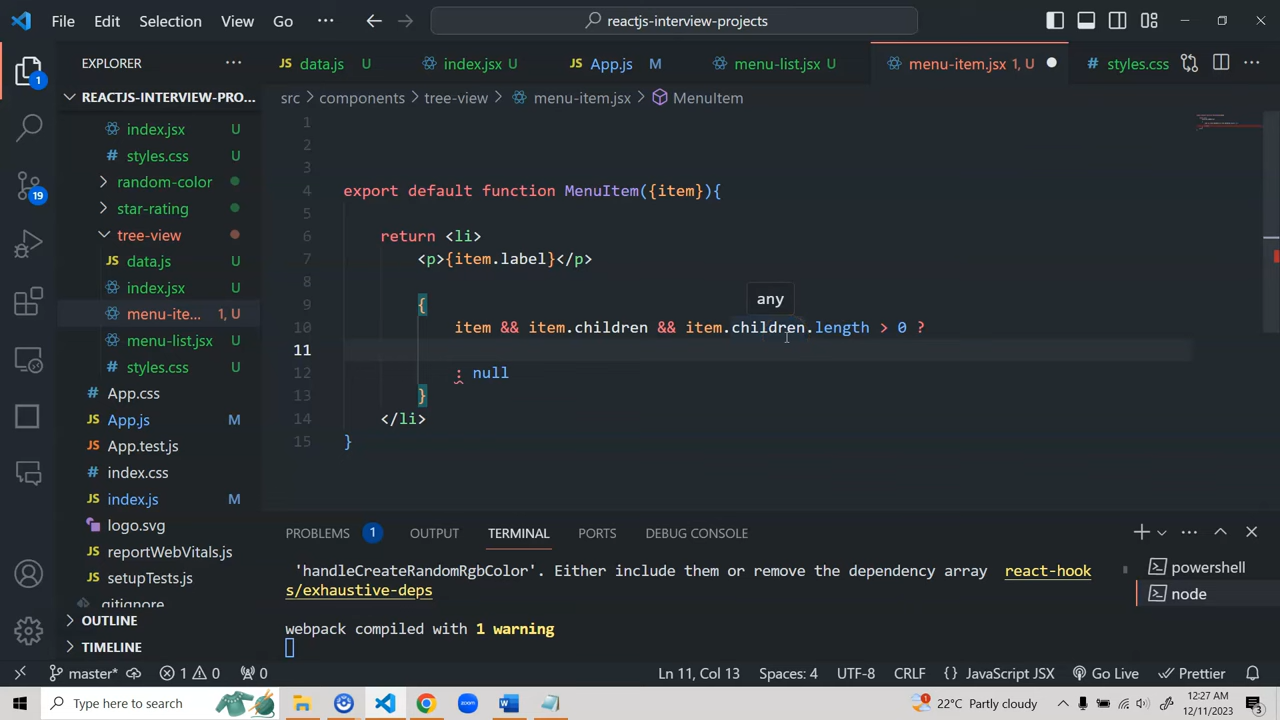 File Edit Selection View Go ··· reactjs-interview-projects
EXPLORER ···
data.js U index.jsx U App.js M menu-list.jsx U menu-item.jsx 1, U styles.css ···
REACTJS-INTERVIEW-PRO...
src > components > tree-view > menu-item.jsx > MenuItem
index.jsx U
styles.css U
random-color
star-rating
tree-view
data.js U
index.jsx U
menu-ite... 1, U
menu-list.jsx U
styles.css U
App.css
App.js M
App.test.js
index.css
index.js M
logo.svg
reportWebVitals.js
setupTests.js
.gitignore
OUTLINE
TIMELINE
1
2
3
4 export default function MenuItem({item}){
5
6 return <li>
7 <p>{item.label}</p>
8
9 {
any
10 item && item.children && item.children.length > 0 ?
11
12 : null
13 }
14 </li>
15 }
PROBLEMS 1 OUTPUT TERMINAL PORTS DEBUG CONSOLE
'handleCreateRandomRgbColor'. Either include them or remove the dependency array react-hook
s/exhaustive-deps
webpack compiled with 1 warning
powershell
node
1
19
master* 1 0 0 Ln 11, Col 13 Spaces: 4 UTF-8 CRLF {} JavaScript JSX Go Live Prettier
Type here to search 22°C Partly cloudy 12:27 AM
12/11/2023
1
3